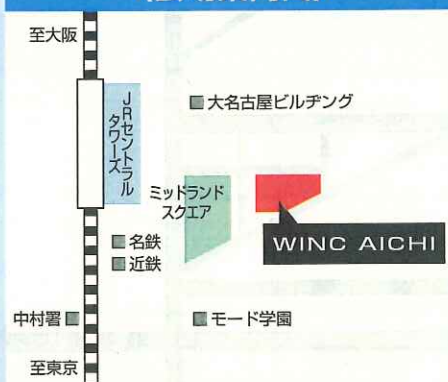 至大阪
JRセントラル
タワーズ
大名古屋ビルヂング
ミッドランド
スクエア
WINC AICHI
名鉄
近鉄
中村署
モード学園
至東京